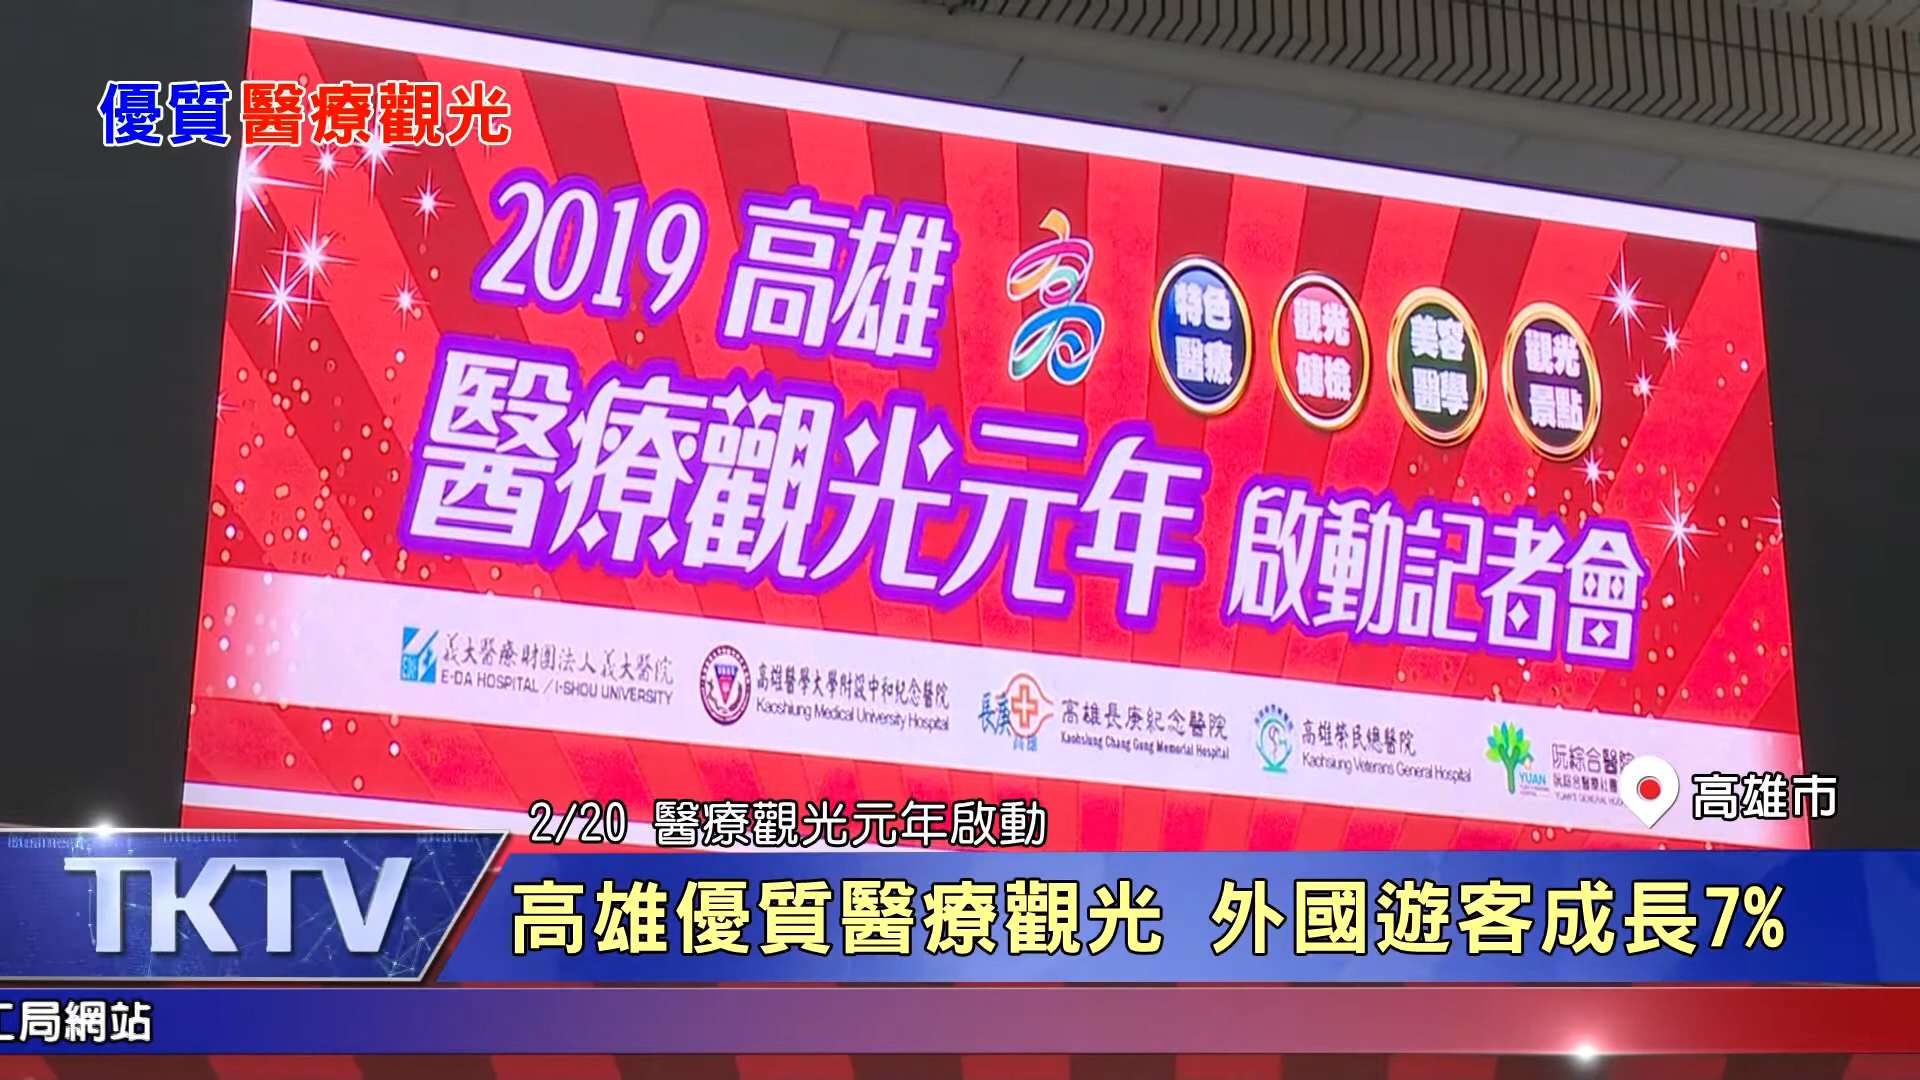 優質醫療觀光
2019 高雄
特色醫療
觀光健檢
美容醫學
觀光景點
醫療觀光元年 啟動記者會
義大醫療財團法人義大醫院
E-DA HOSPITAL / I-SHOU UNIVERSITY
高雄醫學大學附設中和紀念醫院
Kaoshiung Medical University Hospital
長庚
高雄
高雄長庚紀念醫院
Kaohsiung Chang Gung Memorial Hospital
高雄榮民總醫院
Kaohsiung Veterans General Hospital
YUAN
阮綜合醫院
高雄市
2/20 醫療觀光元年啟動
TKTV
高雄優質醫療觀光 外國遊客成長7%
工局網站